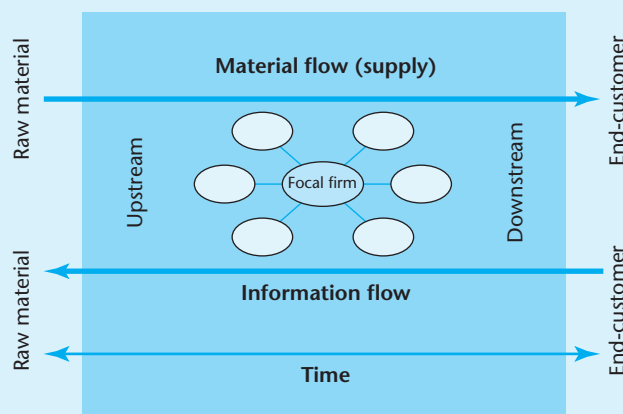 Material flow (supply)
Raw material
End-customer
Upstream
Focal firm
Downstream
Raw material
End-customer
Information flow
Raw material
End-customer
Time